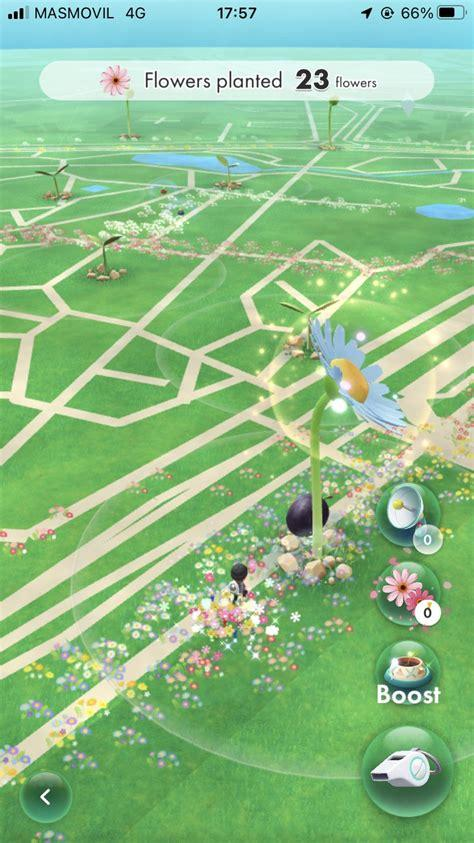 MASMOVIL 4G 17:57 66%
Flowers planted 23 flowers
0
0
Boost